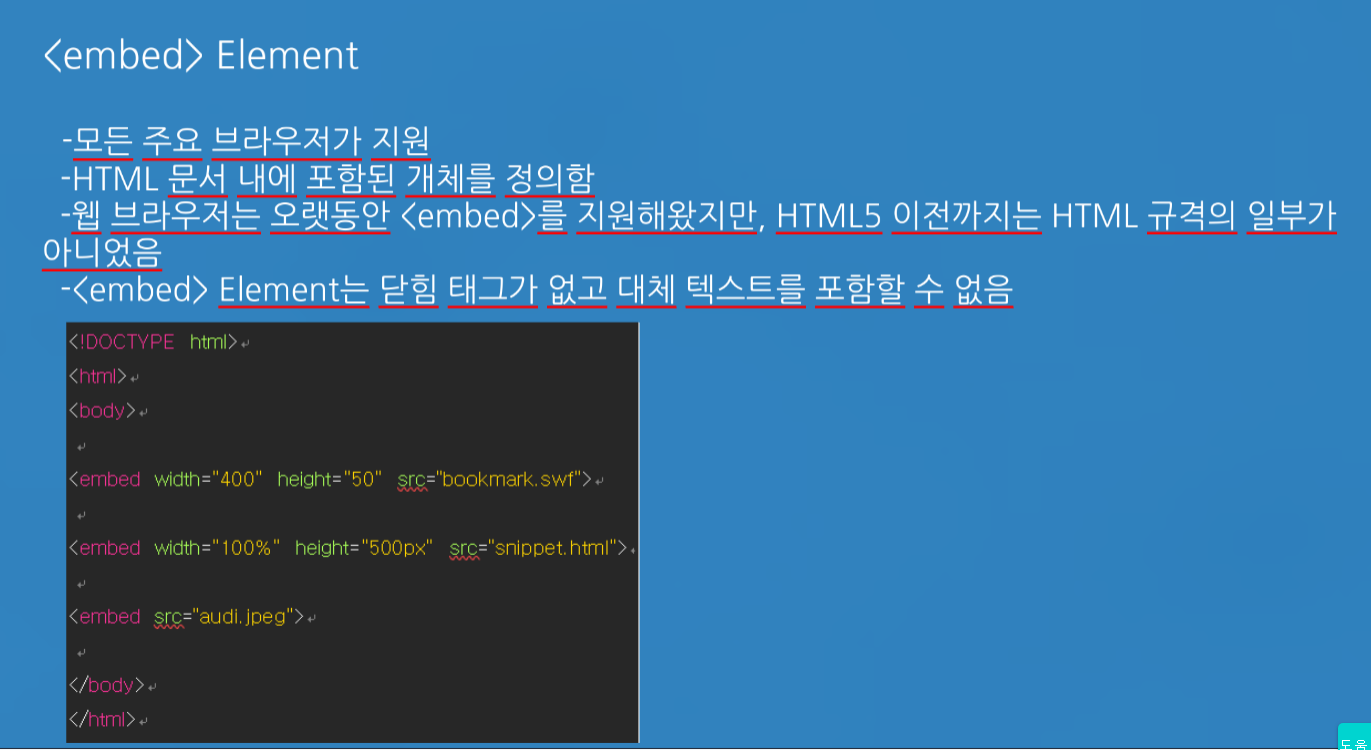 <embed> Element
-모든 주요 브라우저가 지원
-HTML 문서 내에 포함된 개체를 정의함
-웹 브라우저는 오랫동안 <embed>를 지원해왔지만, HTML5 이전까지는 HTML 규격의 일부가
아니었음
-<embed> Element는 닫힘 태그가 없고 대체 텍스트를 포함할 수 없음
<!DOCTYPE html>
<html>
<body>
<embed width="400" height="50" src="bookmark.swf">
<embed width="100%" height="500px" src="snippet.html">
<embed src="audi.jpeg">
</body>
</html>